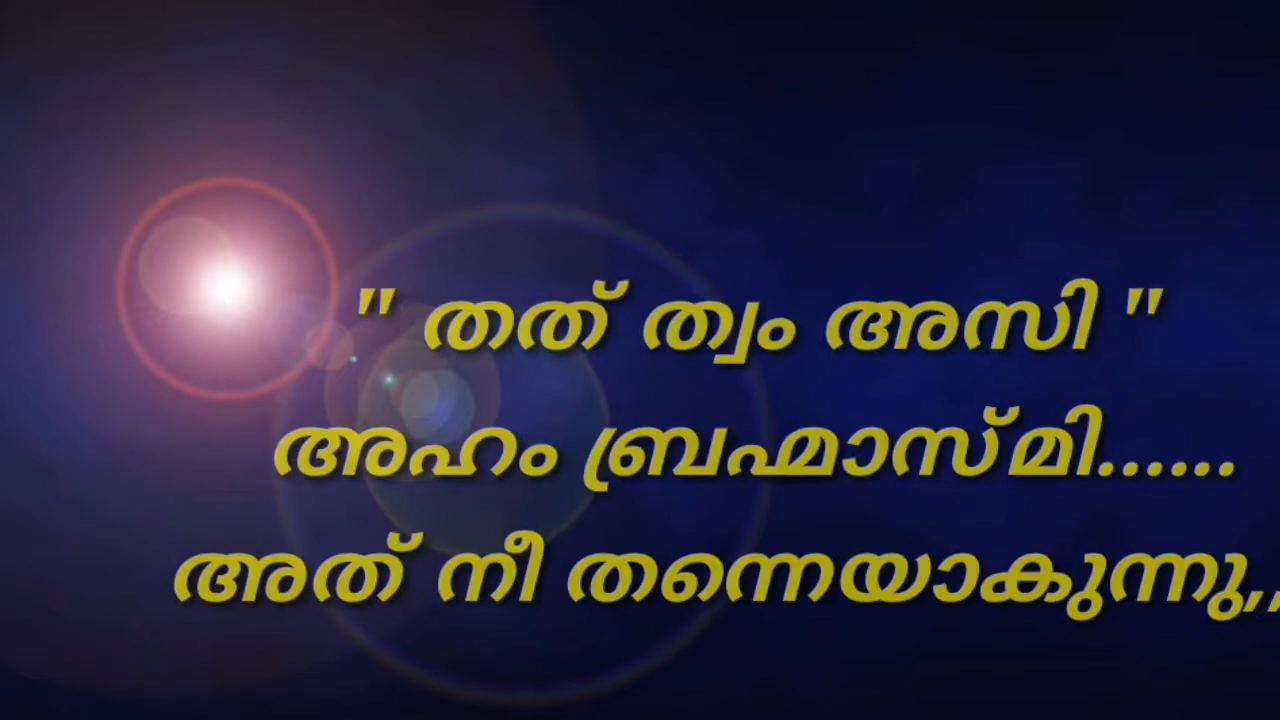 " തത് ത്വം അസി "
അഹം ബ്രഹ്മാസ്മി......
അത് നീ തന്നെയാകുന്നു,,